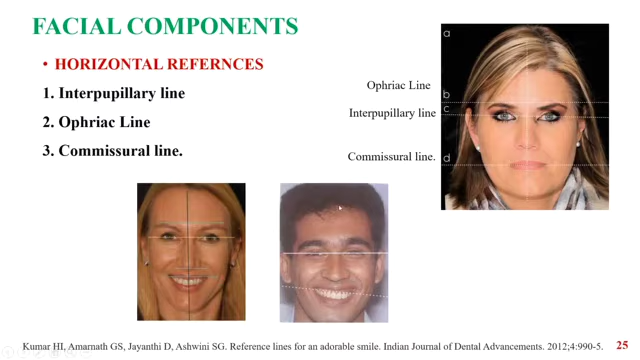 FACIAL COMPONENTS
• HORIZONTAL REFERNCES
1. Interpupillary line
2. Ophriac Line
3. Commissural line.
Ophriac Line
Interpupillary line
Commissural line.
a
b
c
d
Kumar HI, Amarnath GS, Jayanthi D, Ashwini SG. Reference lines for an adorable smile. Indian Journal of Dental Advancements. 2012;4:990-5.
25